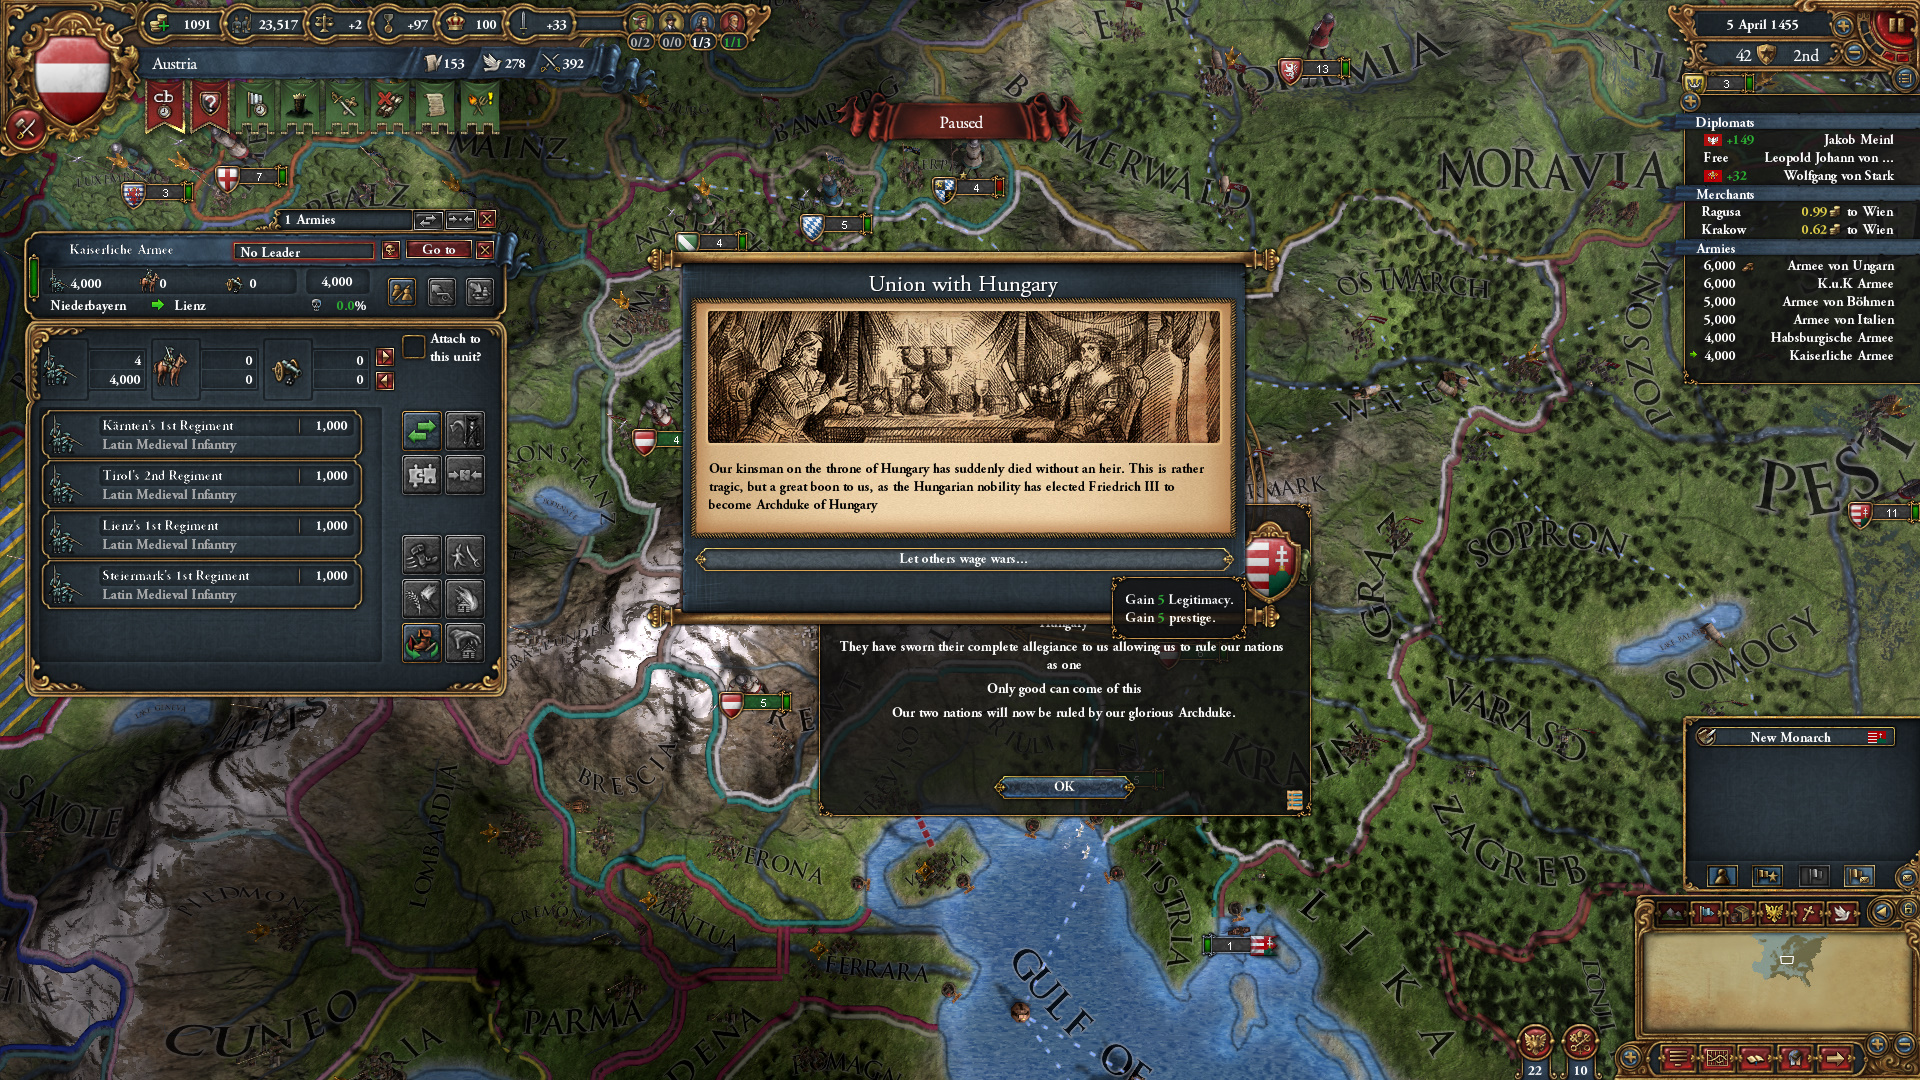 1091
23,517
+2
+97
100
+33
0/2
0/0
1/3
1/1
Austria
153
278
392
cb
5 April 1455
42
2nd
3
Paused
Diplomats
+149 Jakob Meinl
Free Leopold Johann von ...
+32 Wolfgang von Stark
Merchants
Ragusa 0.99 to Wien
Krakow 0.62 to Wien
Armies
6,000 Armee von Ungarn
6,000 K.u.K Armee
5,000 Armee von Böhmen
5,000 Armee von Italien
4,000 Habsburgische Armee
4,000 Kaiserliche Armee
1 Armies
Kaiserliche Armee
No Leader
Go to
4,000
0
0
4,000
Niederbayern
Lienz
0.0%
4
4,000
0
0
0
0
Attach to
this unit?
Kärnten's 1st Regiment 1,000
Latin Medieval Infantry
Tirol's 2nd Regiment 1,000
Latin Medieval Infantry
Lienz's 1st Regiment 1,000
Latin Medieval Infantry
Steiermark's 1st Regiment 1,000
Latin Medieval Infantry
Union with Hungary
Our kinsman on the throne of Hungary has suddenly died without an heir. This is rather
tragic, but a great boon to us, as the Hungarian nobility has elected Friedrich III to
become Archduke of Hungary
Let others wage wars...
Gain 5 Legitimacy.
Gain 5 prestige.
Hungary
They have sworn their complete allegiance to us allowing us to rule our nations
as one
Only good can come of this
Our two nations will now be ruled by our glorious Archduke.
OK
New Monarch
22
10
13
3
7
4
5
4
4
11
5
5
1
MAINZ
PFALZ
BAMBERG
MORAVIA
OSTMARCH
WIEN
POZSONY
PEST
SOPRON
GRAZ
SOMOGY
VARASD
KRAIN
ZAGREB
LIKA
ISTRIA
KONSTANZ
ULM
BRESCIA
VERONA
LOMBARDIA
SAVOIE
CREMONA
MANTUA
FERRARA
PARMA
CUNEO
GULF OF